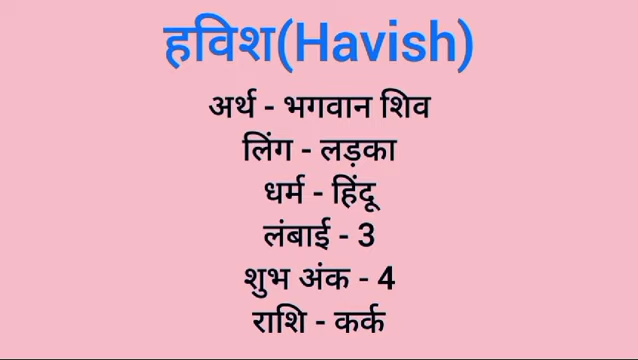 हविश(Havish)
अर्थ - भगवान शिव
लिंग - लड़का
धर्म - हिंदू
लंबाई - 3
शुभ अंक - 4
राशि - कर्क